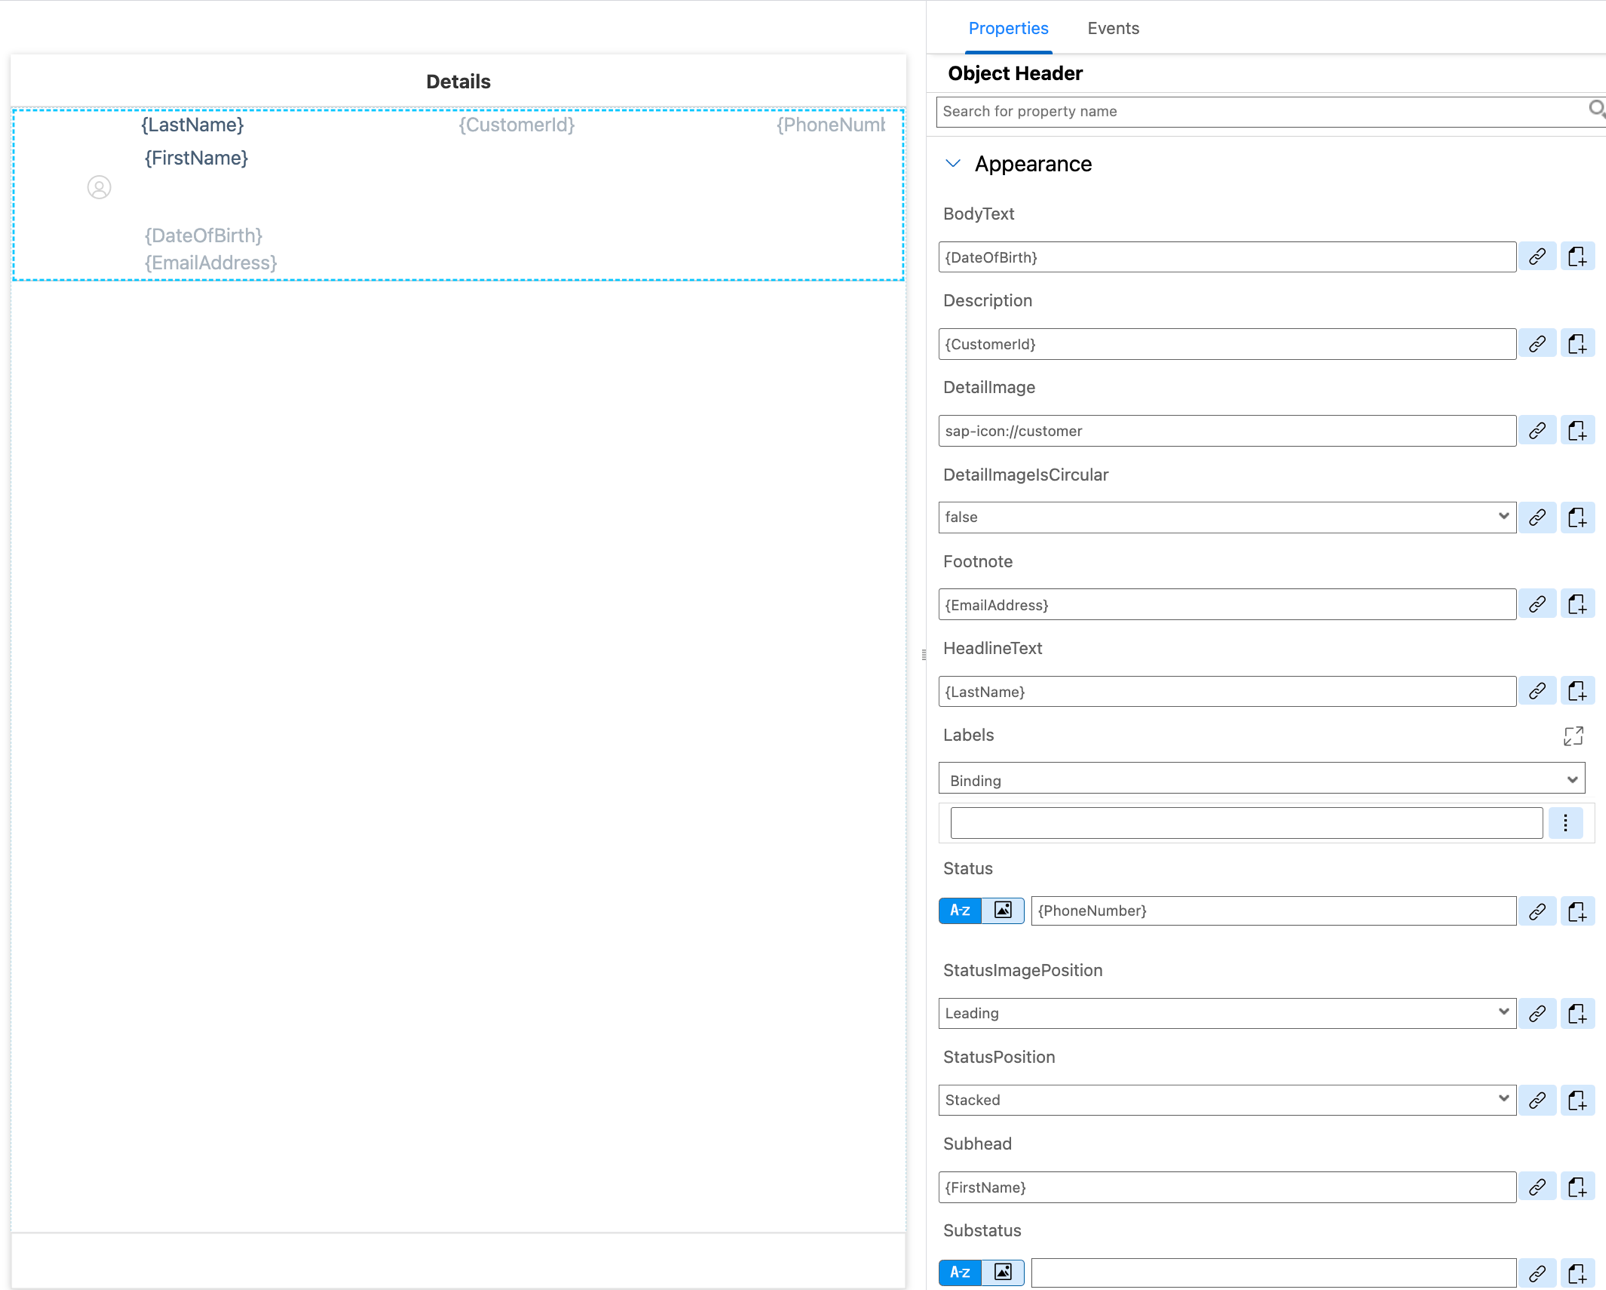 Details
{LastName}
{CustomerId}
{PhoneNumb
{FirstName}
{DateOfBirth}
{EmailAddress}
Properties
Events
Object Header
Search for property name
Appearance
BodyText
{DateOfBirth}
Description
{CustomerId}
DetailImage
sap-icon://customer
DetailImageIsCircular
false
Footnote
{EmailAddress}
HeadlineText
{LastName}
Labels
Binding
Status
A-z
{PhoneNumber}
StatusImagePosition
Leading
StatusPosition
Stacked
Subhead
{FirstName}
Substatus
A-z